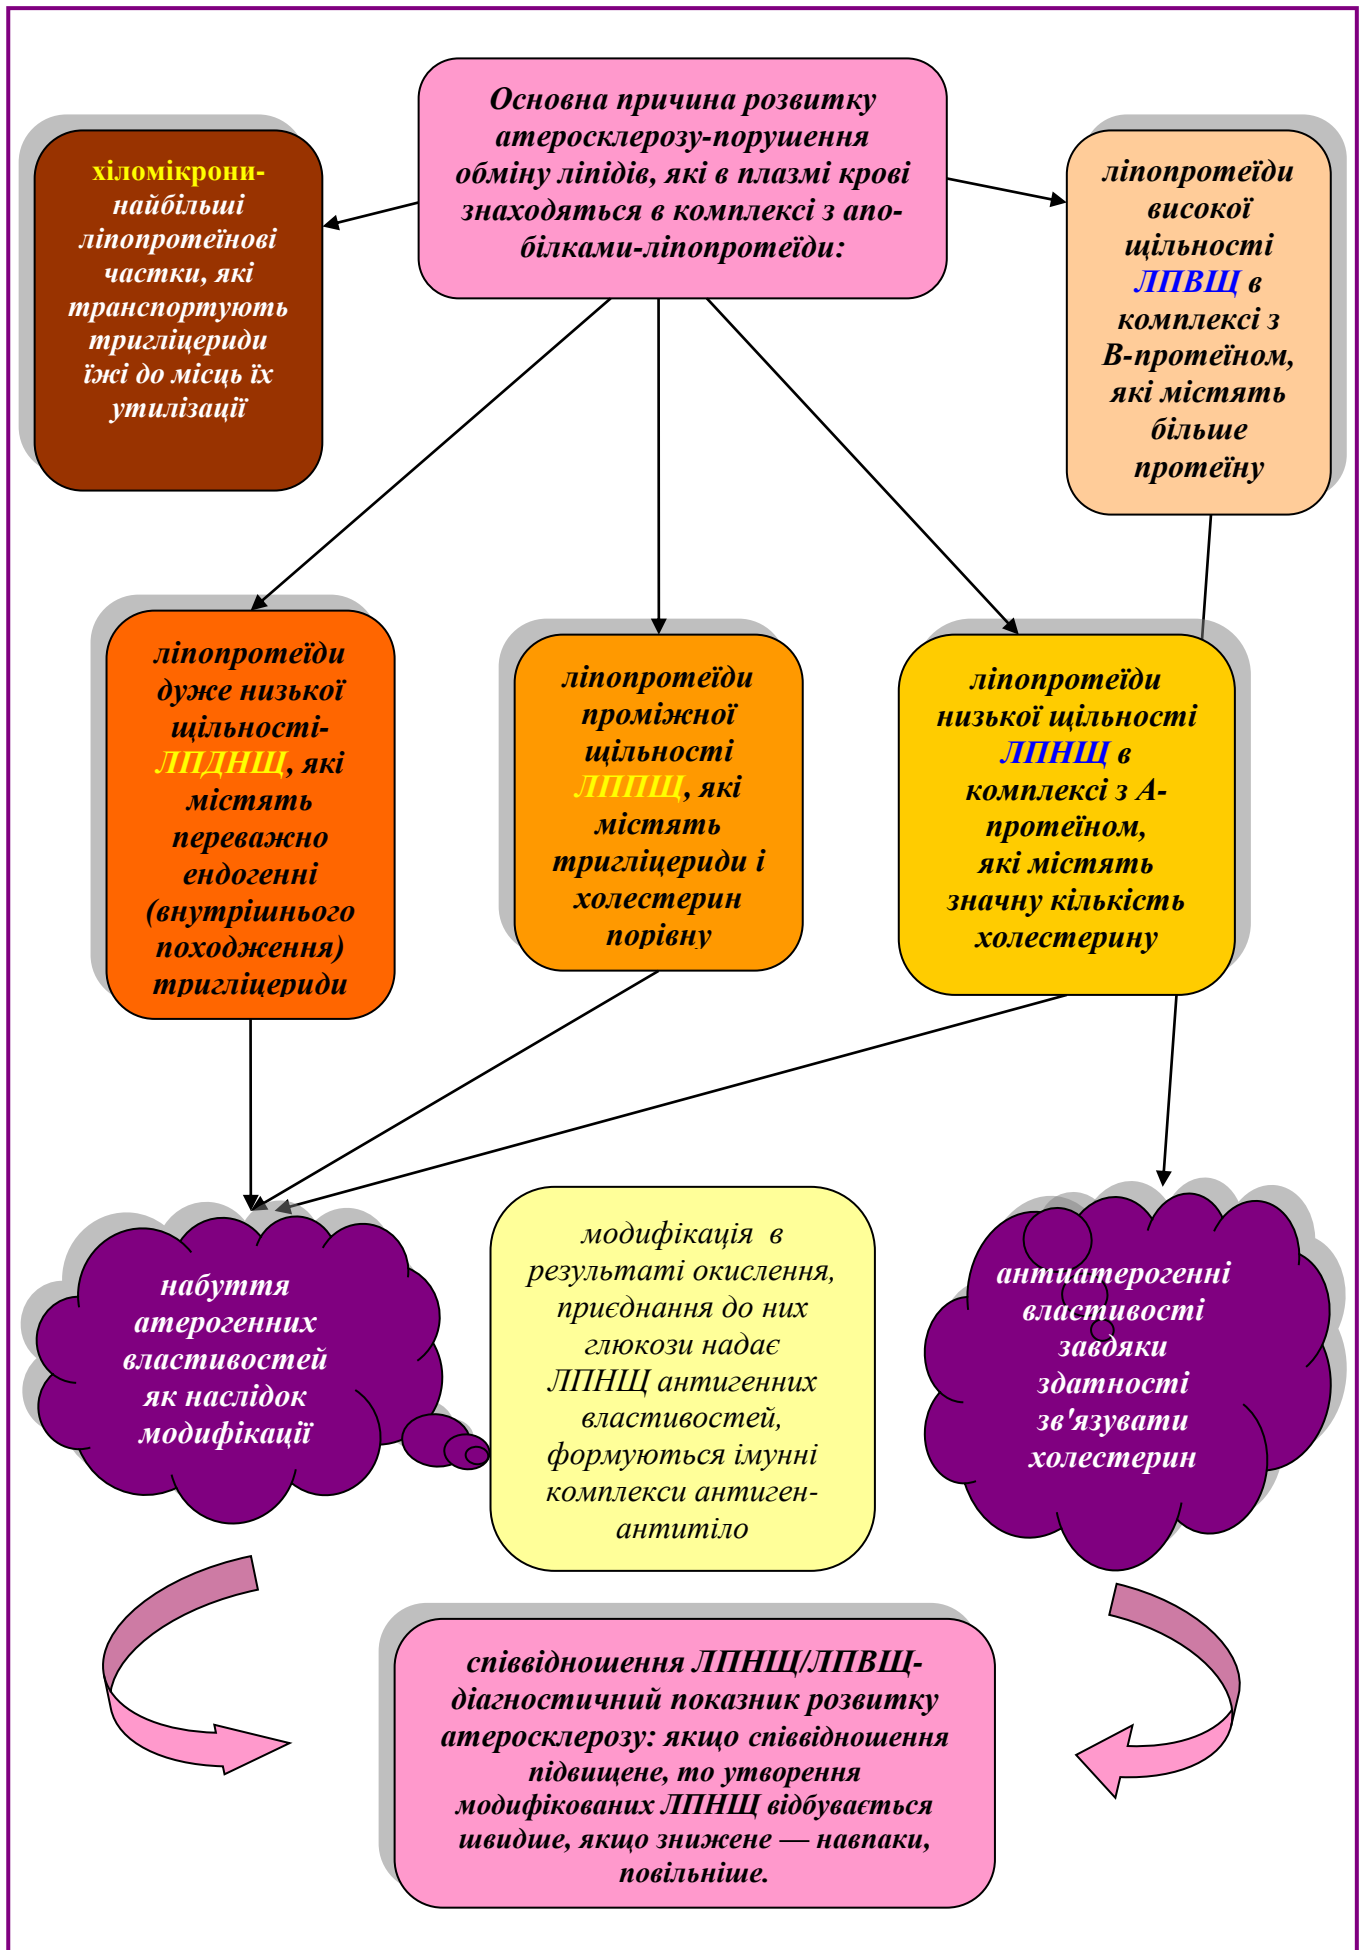 Основна причина розвитку
атеросклерозу-порушення
обміну ліпідів, які в плазмі крові
знаходяться в комплексі з апо-
білками-ліпопротеїди:
хіломікрони-
найбільші
ліпопротеїнові
частки, які
транспортують
тригліцериди
їжі до місць їх
утилізації
ліпопротеїди
високої
щільності
ЛПВЩ в
комплексі з
В-протеїном,
які містять
більше
протеїну
ліпопротеїди
дуже низької
щільності-
ЛПДНЩ, які
містять
переважно
ендогенні
(внутрішнього
походження)
тригліцериди
ліпопротеїди
проміжної
щільності
ЛППЩ, які
містять
тригліцериди і
холестерин
порівну
ліпопротеїди
низької щільності
ЛПНЩ в
комплексі з А-
протеїном,
які містять
значну кількість
холестерину
набуття
атерогенних
властивостей
як наслідок
модифікації
модифікація в
результаті окислення,
приєднання до них
глюкози надає
ЛПНЩ антигенних
властивостей,
формуються імунні
комплекси антиген-
антитіло
антиатерогенні
властивості
завдяки
здатності
зв'язувати
холестерин
співвідношення ЛПНЩ/ЛПВЩ-
діагностичний показник розвитку
атеросклерозу: якщо співвідношення
підвищене, то утворення
модифікованих ЛПНЩ відбувається
швидше, якщо знижене — навпаки,
повільніше.